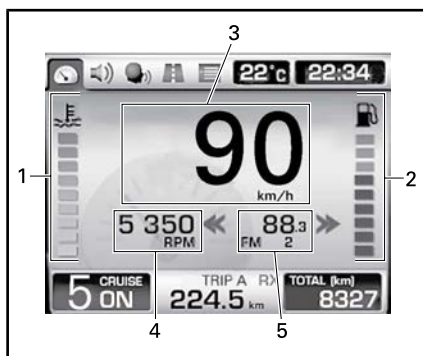 3
22°c 22:34
1
90
km/h
2
5 350
RPM
88.3
FM 2
5 CRUISE ON
TRIP A RX
224.5 km
TOTAL (km)
8327
4
5